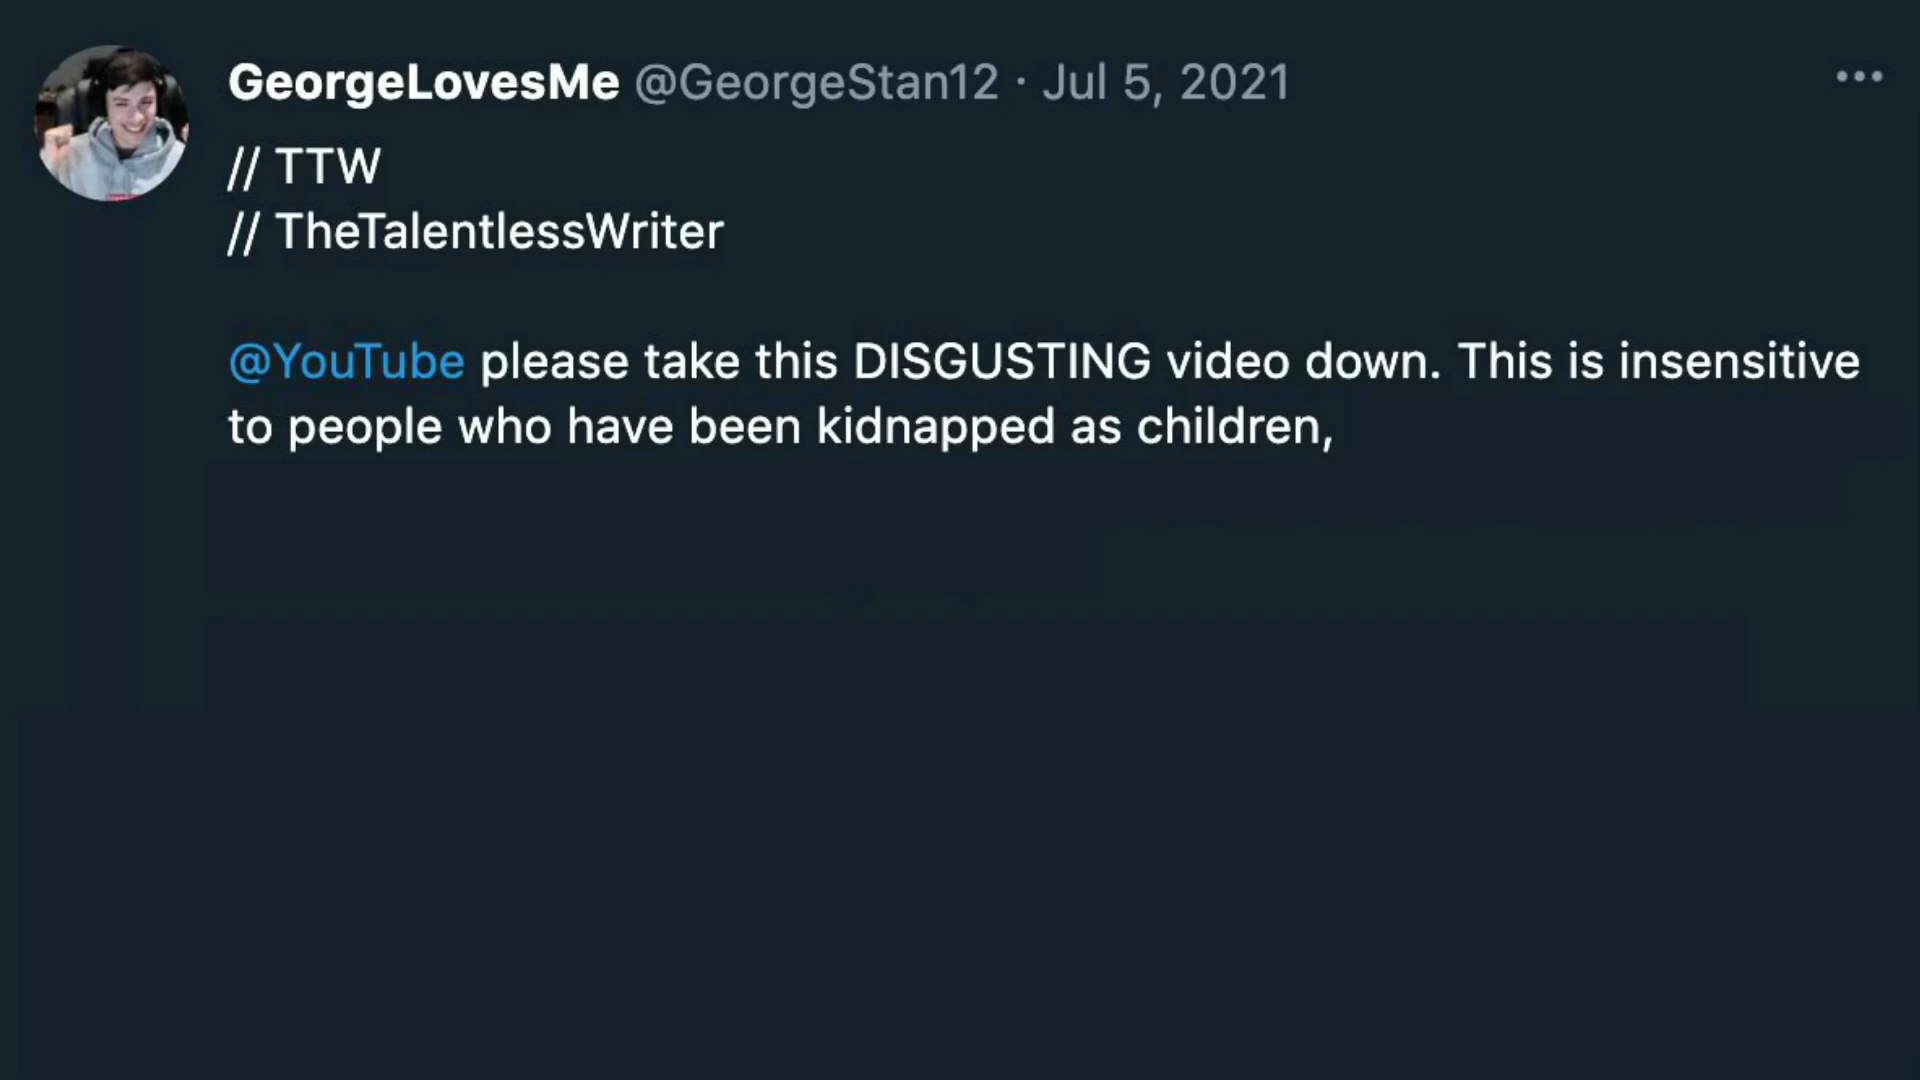 GeorgeLovesMe @GeorgeStan12 · Jul 5, 2021
// TTW
// TheTalentlessWriter
@YouTube please take this DISGUSTING video down. This is insensitive
to people who have been kidnapped as children,